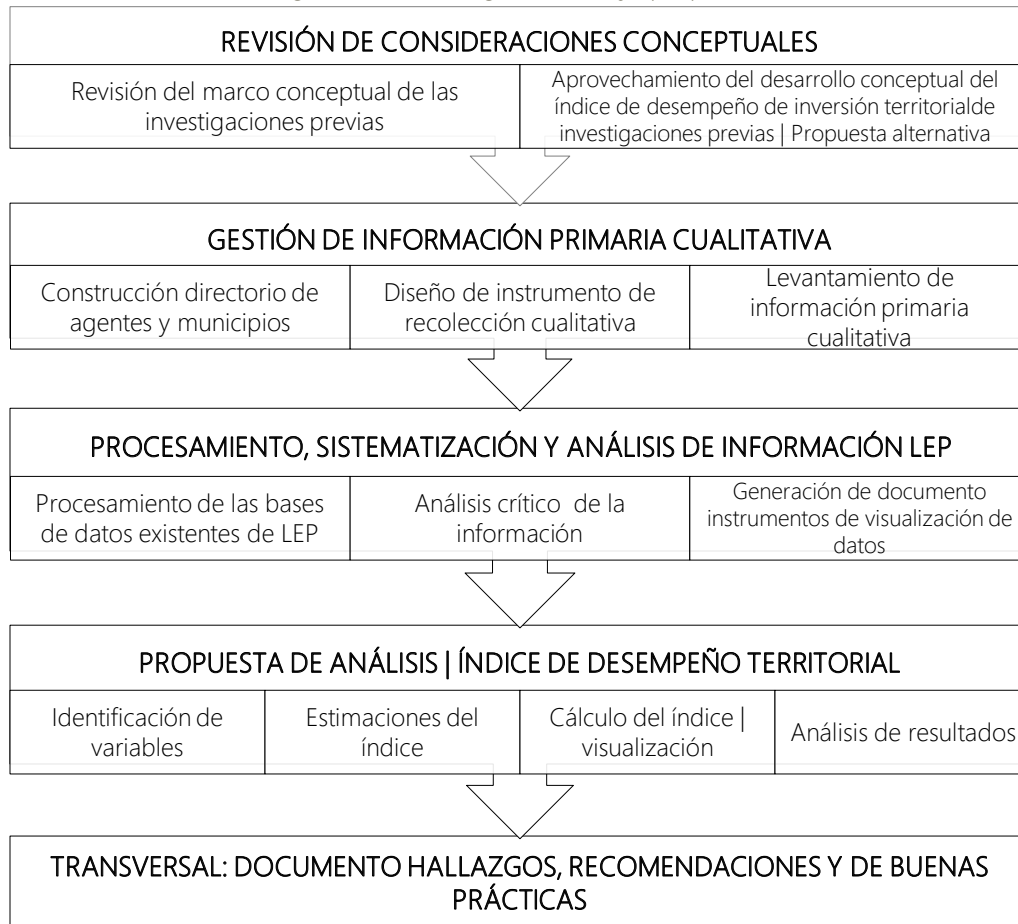 REVISIÓN DE CONSIDERACIONES CONCEPTUALES
Revisión del marco conceptual de las
investigaciones previas
Aprovechamiento del desarrollo conceptual del
índice de desempeño de inversión territorialde
investigaciones previas | Propuesta alternativa
GESTIÓN DE INFORMACIÓN PRIMARIA CUALITATIVA
Construcción directorio de
agentes y municipios
Diseño de instrumento de
recolección cualitativa
Levantamiento de
información primaria
cualitativa
PROCESAMIENTO, SISTEMATIZACIÓN Y ANÁLISIS DE INFORMACIÓN LEP
Procesamiento de las bases
de datos existentes de LEP
Análisis crítico de la
información
Generación de documento
instrumentos de visualización de
datos
PROPUESTA DE ANÁLISIS | ÍNDICE DE DESEMPEÑO TERRITORIAL
Identificación de
variables
Estimaciones del
índice
Cálculo del índice |
visualización
Análisis de resultados
TRANSVERSAL: DOCUMENTO HALLAZGOS, RECOMENDACIONES Y DE BUENAS
PRÁCTICAS